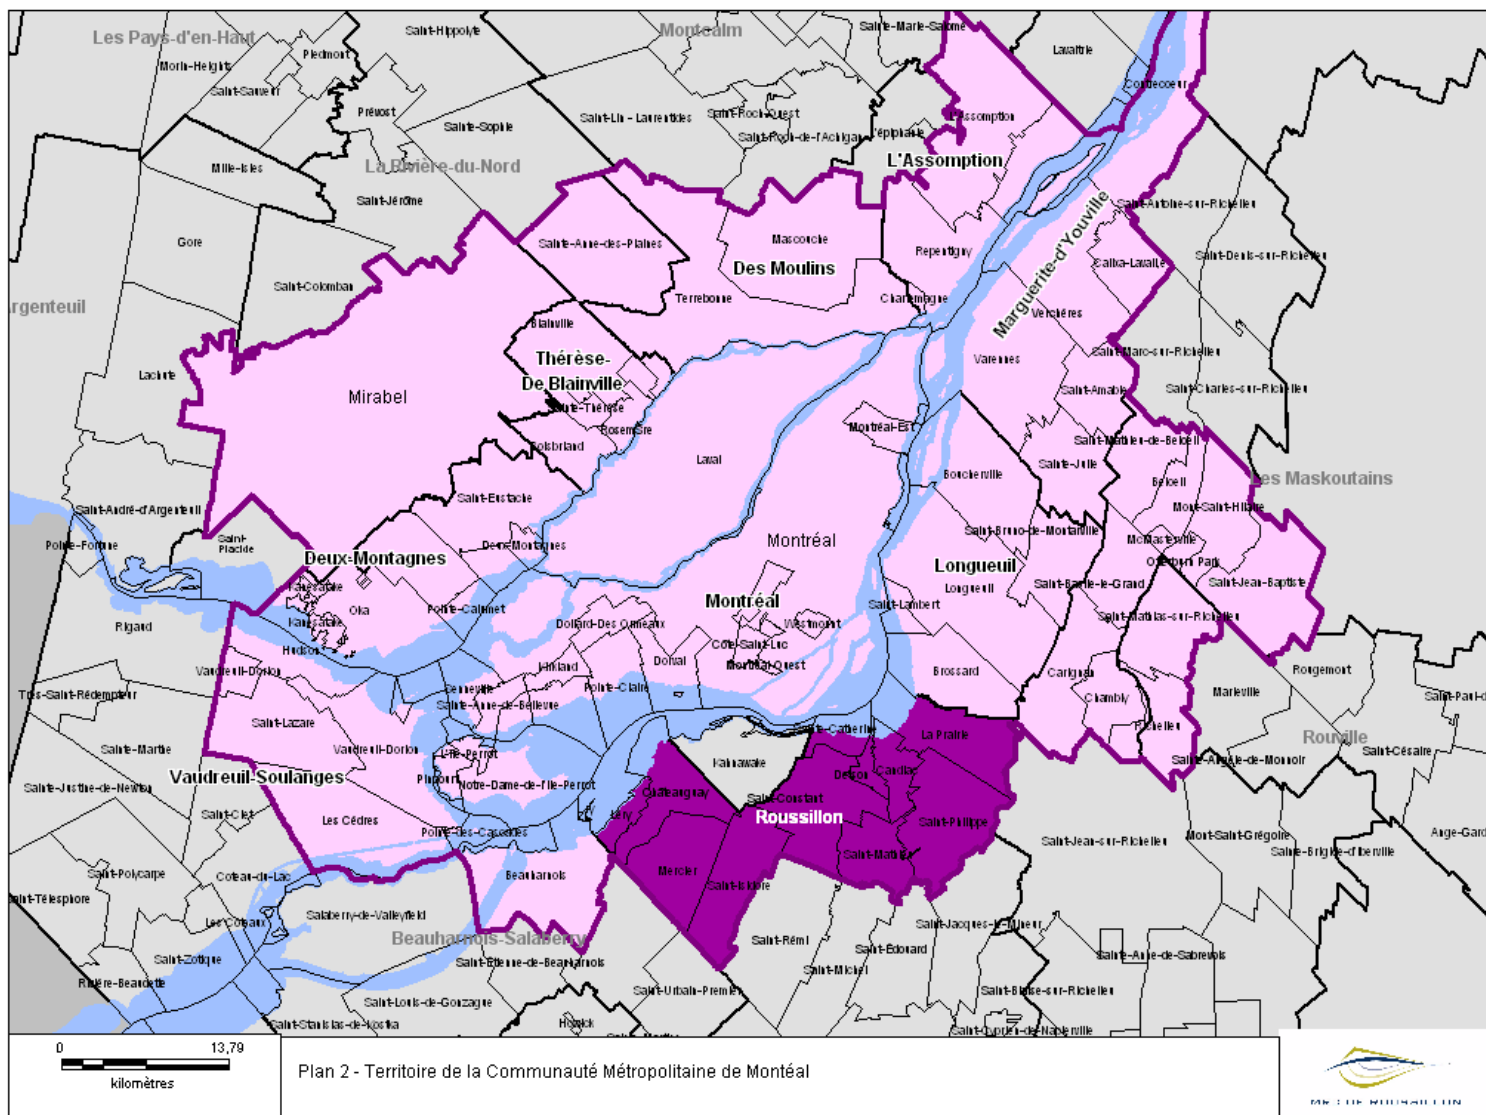 Les Pays-d'en-Haut
Morin-Heights
Piedmont
Saint-Sauveur
Saint-Hippolyte
Prévost
Sainte-Sophie
Mille-Isles
La Rivière-du-Nord
Saint-Jérôme
Gore
Saint-Colomban
Argenteuil
Lachute
Montcalm
Saint-Lin - Laurentides
Saint-Roch-Ouest
Saint-Roch-de-l'Achigan
L'Épiphanie
Sainte-Marie-Salomé
Lavaltrie
Contrecoeur
L'Assomption
L'Assomption
Sainte-Anne-des-Plaines
Mascouche
Des Moulins
Terrebonne
Repentigny
Charlemagne
Marguerite-d'Youville
Saint-Antoine-sur-Richelieu
Saint-Denis-sur-Richelieu
Calixa-Lavallée
Verchères
Varennes
Saint-Marc-sur-Richelieu
Saint-Charles-sur-Richelieu
Saint-Amable
Blainville
Thérèse-
De Blainville
Sainte-Thérèse
Rosemère
Boisbriand
Mirabel
Laval
Montréal-Est
Saint-Mathieu-de-Beloeil
Sainte-Julie
Beloeil
Les Maskoutains
Boucherville
Mont-Saint-Hilaire
Saint-Eustache
Saint-André-d'Argenteuil
Saint-
Placide
Pointe-Fortune
Deux-Montagnes
Deux-Montagnes
Montréal
Saint-Bruno-de-Montarville
McMasterville
Otterburn Park
Longueuil
Longueuil
Saint-Basile-le-Grand
Saint-Jean-Baptiste
Kanesatake
Oka
Kanesatake
Pointe-Calumet
Montréal
Saint-Lambert
Saint-Mathias-sur-Richelieu
Rigaud
Hudson
Dollard-Des Ormeaux
Westmount
Côte-Saint-Luc
Montréal-Ouest
Vaudreuil-Dorion
Kirkland
Dorval
Brossard
Carignan
Chambly
Richelieu
Rougemont
Marieville
Saint-Paul-d
Très-Saint-Rédempteur
Senneville
Sainte-Anne-de-Bellevue
Pointe-Claire
Saint-Lazare
Sainte-Marthe
Vaudreuil-Dorion
L'Île-Perrot
Pincourt
Notre-Dame-de-l'Île-Perrot
Vaudreuil-Soulanges
Kahnawake
Sainte-Catherine
La Prairie
Rouville
Saint-Césaire
Sainte-Angèle-de-Monnoir
Sainte-Justine-de-Newton
Saint-Clet
Les Cèdres
Pointe-des-Cascades
Châteauguay
Léry
Delson
Candiac
Saint-Constant
Roussillon
Saint-Philippe
Saint-Mathieu
Mercier
Saint-Isidore
Saint-Jean-sur-Richelieu
Mont-Saint-Grégoire
Sainte-Brigide-d'Iberville
Ange-Gard
Saint-Polycarpe
Coteau-du-Lac
Beauharnois
Saint-Télesphore
Les Coteaux
Salaberry-de-Valleyfield
Beauharnois-Salaberry
Saint-Zotique
Rivière-Beaudette
Saint-Étienne-de-Beauharnois
Saint-Louis-de-Gonzague
Saint-Stanislas-de-Kostka
Howick
Saint-Urbain-Premier
Saint-Rémi
Saint-Michel
Saint-Édouard
Saint-Jacques-le-Mineur
Saint-Blaise-sur-Richelieu
Sainte-Anne-de-Sabrevois
Saint-Cyprien-de-Napierville
0 13,79
kilomètres
Plan 2 - Territoire de la Communauté Métropolitaine de Montéal
MRC DE ROUSSILLON